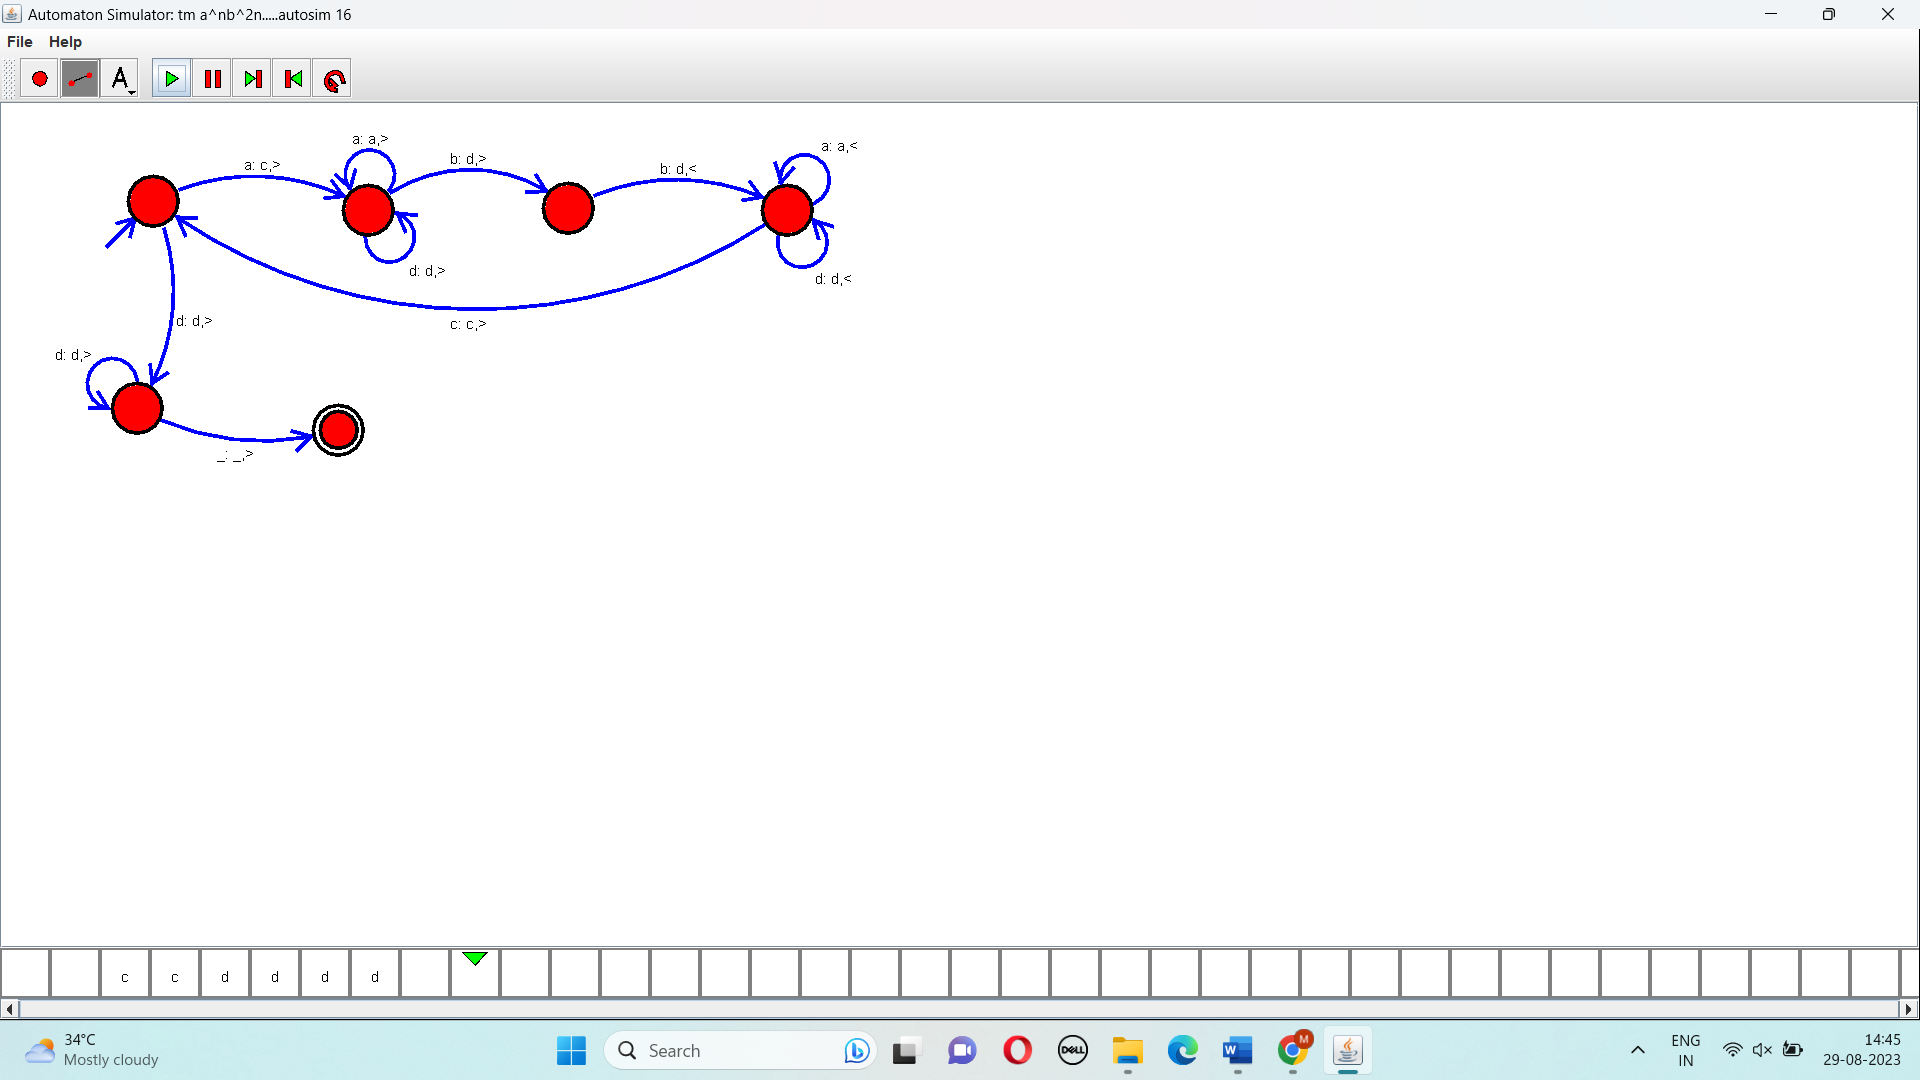 Automaton Simulator: tm a^nb^2n.....autosim 16
File Help
A
a: a,>
a: a,<
b: d,>
a: c,>
b: d,<
d: d,>
d: d,<
d: d,>
c: c,>
d: d,>
_: _,>
c c d d d d
34°C
Mostly cloudy
Search
DELL
W
M
ENG
IN
14:45
29-08-2023